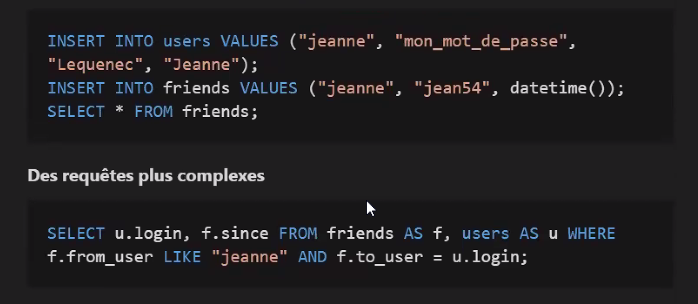 INSERT INTO users VALUES ("jeanne", "mon_mot_de_passe",
"Lequenec", "Jeanne");
INSERT INTO friends VALUES ("jeanne", "jean54", datetime());
SELECT * FROM friends;
Des requêtes plus complexes
SELECT u.login, f.since FROM friends AS f, users AS u WHERE
f.from_user LIKE "jeanne" AND f.to_user = u.login;